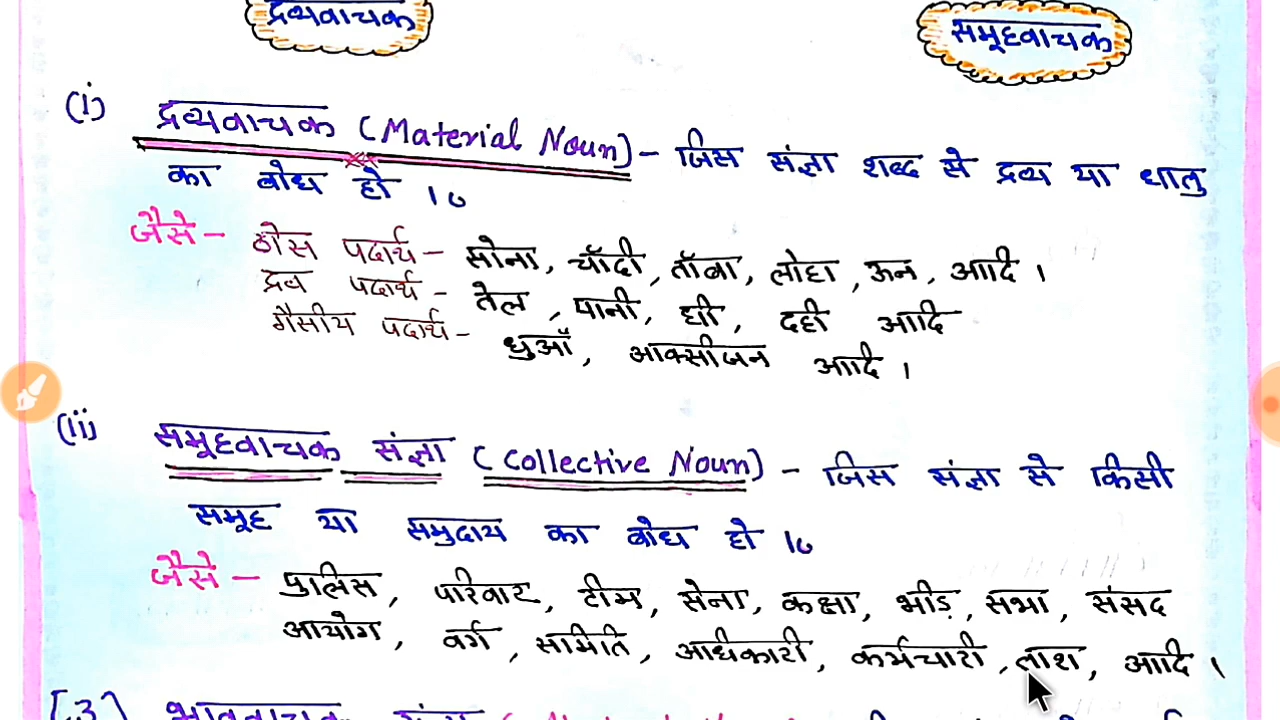 द्रव्यवाचक
समूहवाचक
(i) द्रव्यवाचक (Material Noun) - जिस संज्ञा शब्द से द्रव्य या धातु
का बोध हो ।
जैसे - ठोस पदार्थ - सोना, चाँदी, ताँबा, लोहा, ऊन, आदि ।
द्रव पदार्थ - तेल, पानी, घी, दही आदि
गैसीय पदार्थ - धुआँ, आक्सीजन आदि ।
(ii) समूहवाचक संज्ञा (Collective Noun) - जिस संज्ञा से किसी
समूह या समुदाय का बोध हो ।
जैसे - पुलिस, परिवार, टीम, सेना, कक्षा, भीड़, सभा, संसद
आयोग, वर्ग, समिति, अधिकारी, कर्मचारी, ताश, आदि ।
[3]